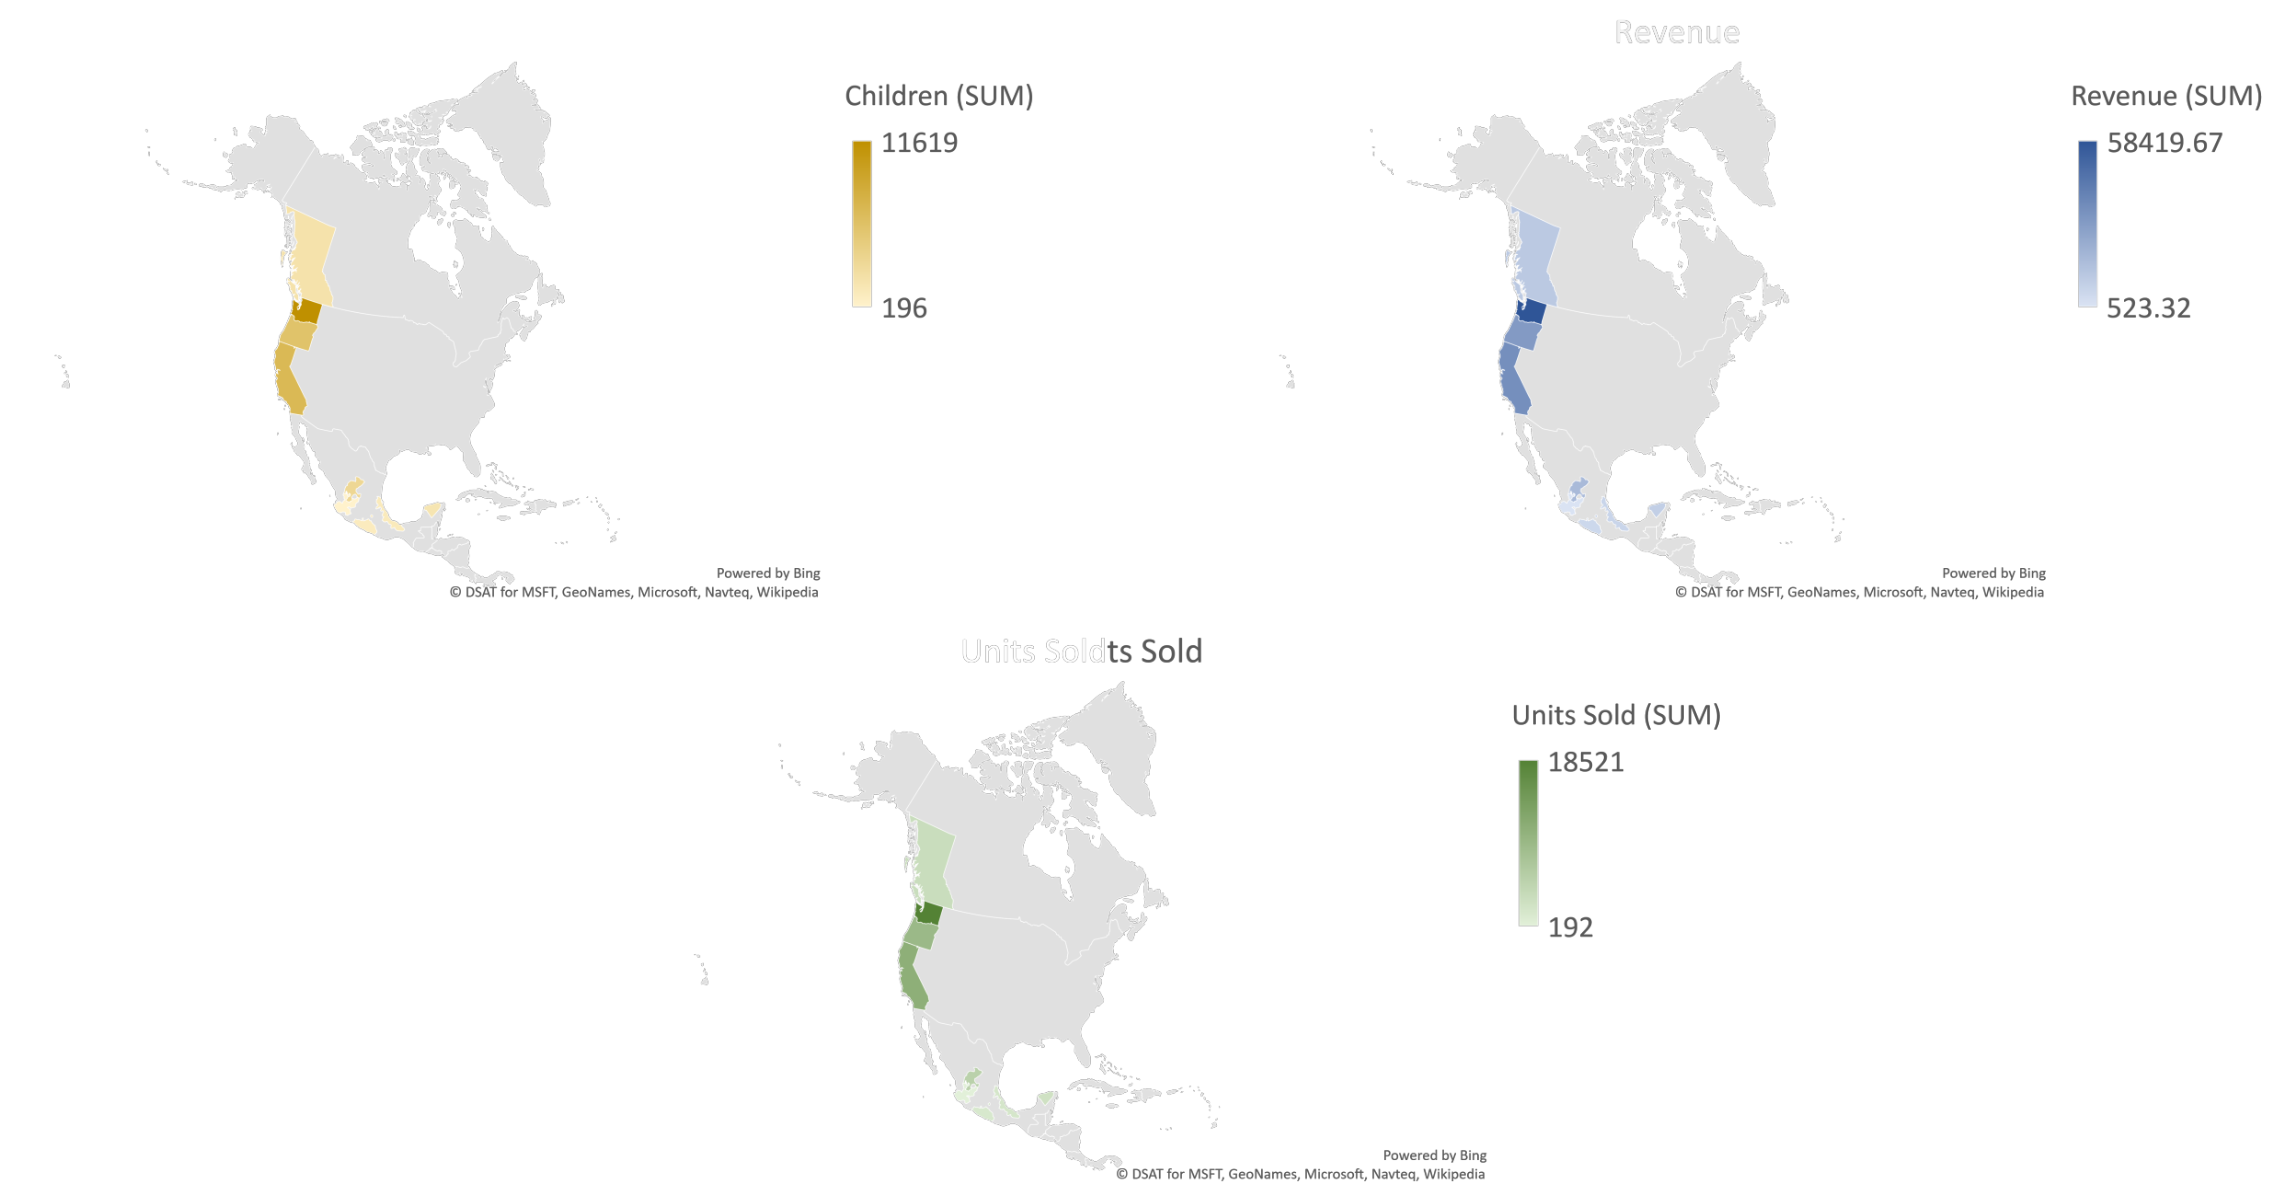 Revenue
Children (SUM)
11619
196
Revenue (SUM)
58419.67
523.32
Powered by Bing
© DSAT for MSFT, GeoNames, Microsoft, Navteq, Wikipedia
Powered by Bing
© DSAT for MSFT, GeoNames, Microsoft, Navteq, Wikipedia
Units Soldts Sold
Units Sold (SUM)
18521
192
Powered by Bing
© DSAT for MSFT, GeoNames, Microsoft, Navteq, Wikipedia